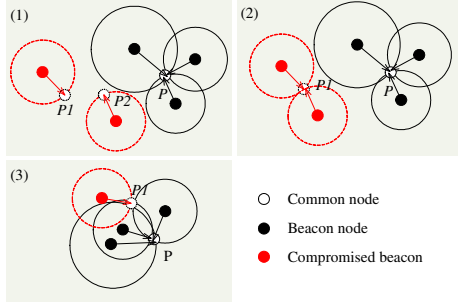 (1)
P
P1
P2
(2)
P1
P
(3)
P1
P
Common node
Beacon node
Compromised beacon